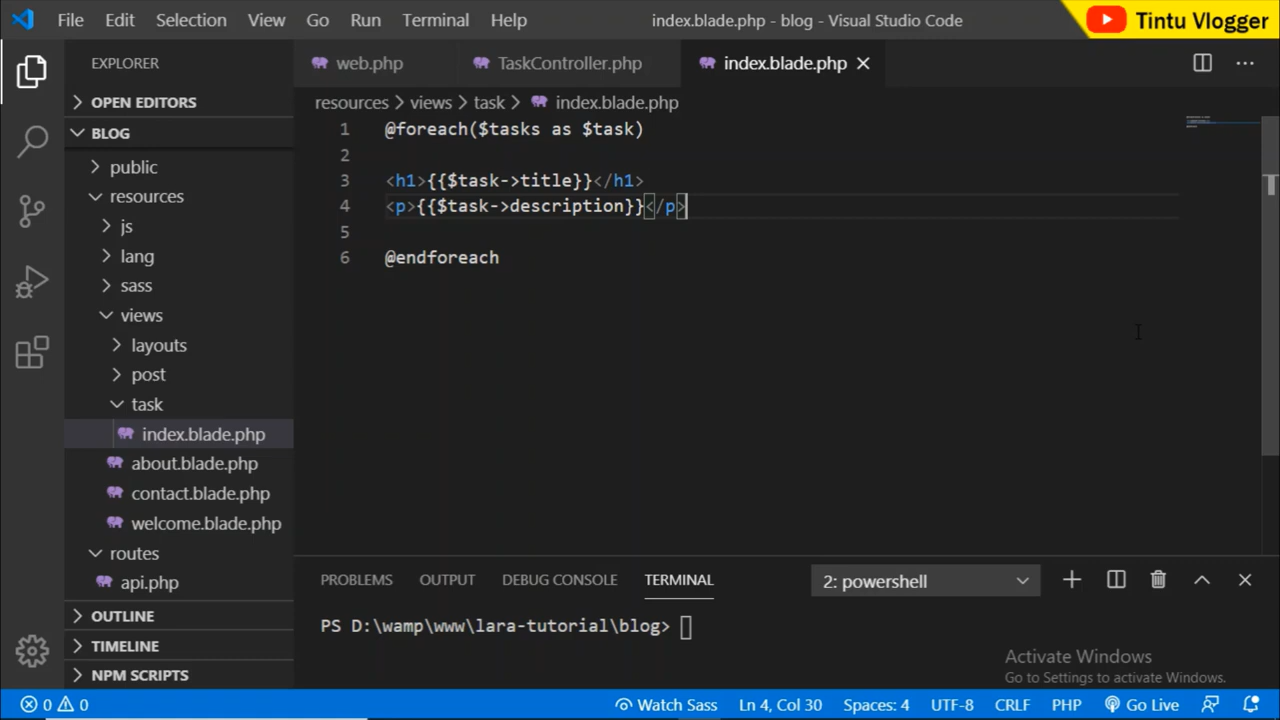 File Edit Selection View Go Run Terminal Help index.blade.php - blog - Visual Studio Code Tintu Vlogger
EXPLORER
OPEN EDITORS
BLOG
public
resources
js
lang
sass
views
layouts
post
task
index.blade.php
about.blade.php
contact.blade.php
welcome.blade.php
routes
api.php
OUTLINE
TIMELINE
NPM SCRIPTS
web.php TaskController.php index.blade.php
resources > views > task > index.blade.php
1 @foreach($tasks as $task)
2
3 <h1>{{$task->title}}</h1>
4 <p>{{$task->description}}</p>
5
6 @endforeach
PROBLEMS OUTPUT DEBUG CONSOLE TERMINAL 2: powershell
PS D:\wamp\www\lara-tutorial\blog>
Activate Windows
Go to Settings to activate Windows.
0 0 Watch Sass Ln 4, Col 30 Spaces: 4 UTF-8 CRLF PHP Go Live